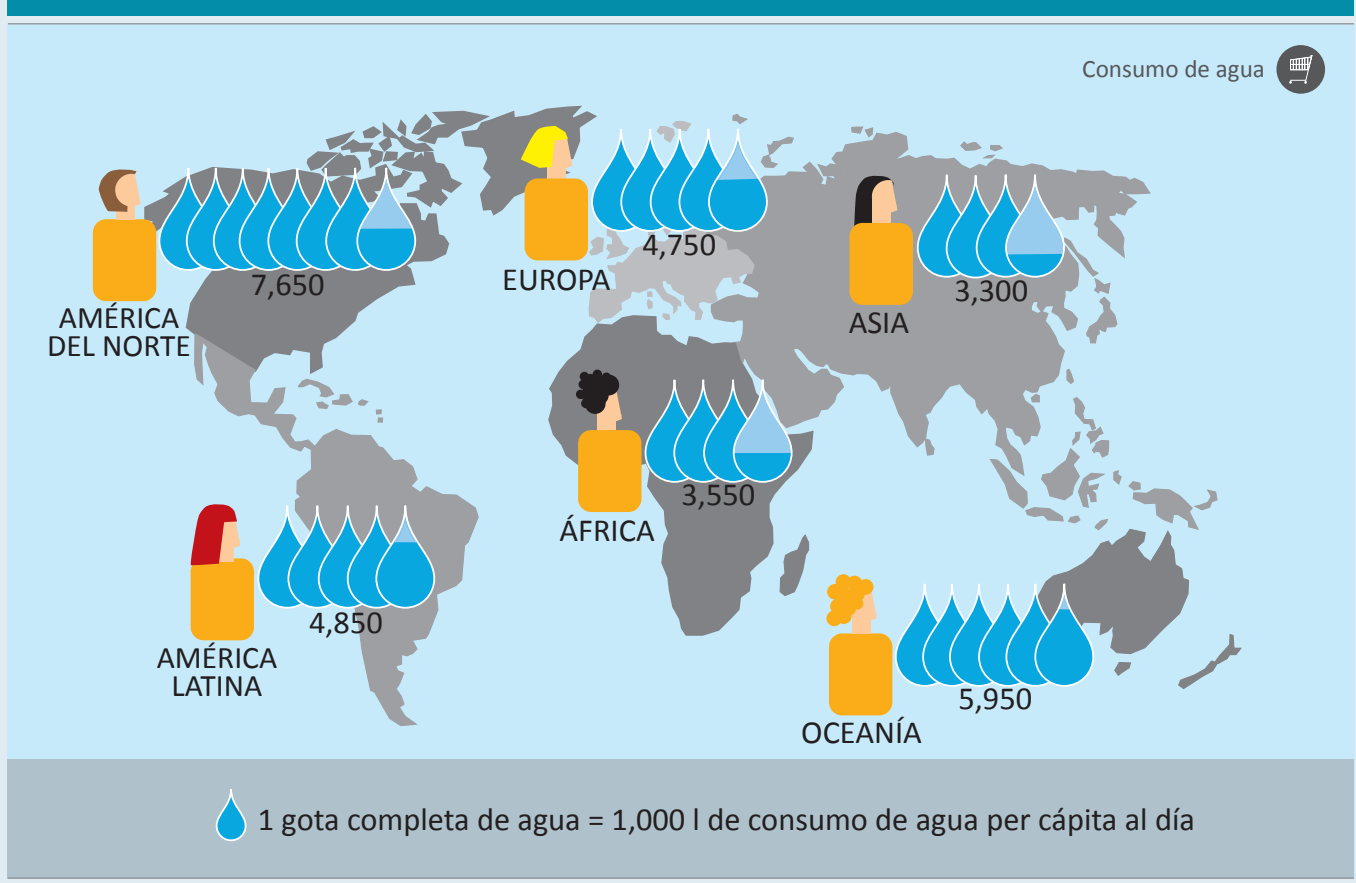 Consumo de agua
7,650
AMÉRICA
DEL NORTE
4,750
EUROPA
3,300
ASIA
3,550
ÁFRICA
4,850
AMÉRICA
LATINA
5,950
OCEANÍA
1 gota completa de agua = 1,000 l de consumo de agua per cápita al día